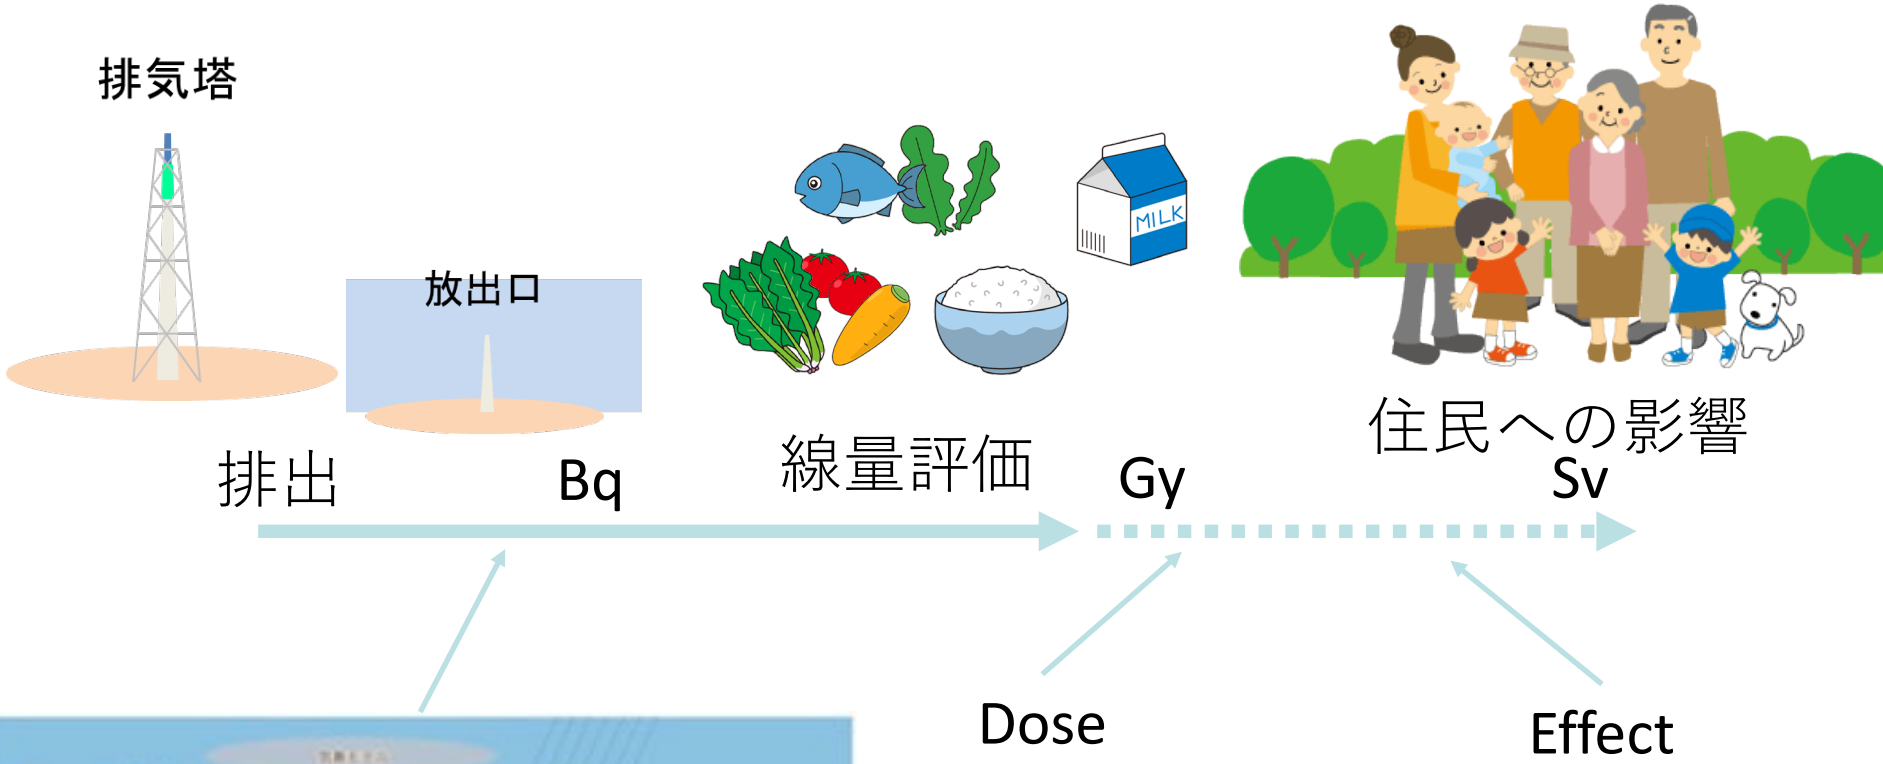 排気塔
放出口
MILK
排出
Bq
線量評価
Gy
住民への影響
Sv
Dose
Effect